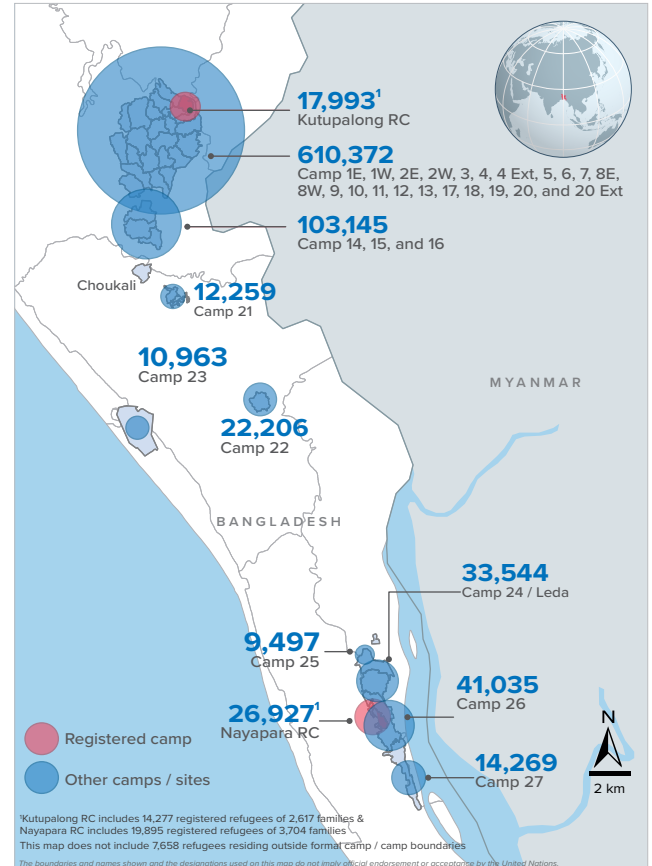 17,993¹
Kutupalong RC
610,372
Camp 1E, 1W, 2E, 2W, 3, 4, 4 Ext, 5, 6, 7, 8E,
8W, 9, 10, 11, 12, 13, 17, 18, 19, 20, and 20 Ext
103,145
Camp 14, 15, and 16
Choukali
12,259
Camp 21
10,963
Camp 23
MYANMAR
22,206
Camp 22
BANGLADESH
33,544
Camp 24 / Leda
9,497
Camp 25
41,035
Camp 26
26,927¹
Nayapara RC
N
Registered camp
14,269
Camp 27
Other camps / sites
2 km
¹Kutupalong RC includes 14,277 registered refugees of 2,617 families &
Nayapara RC includes 19,895 registered refugees of 3,704 families
This map does not include 7,658 refugees residing outside formal camp / camp boundaries
The boundaries and names shown and the designations used on this map do not imply official endorsement or acceptance by the United Nations.